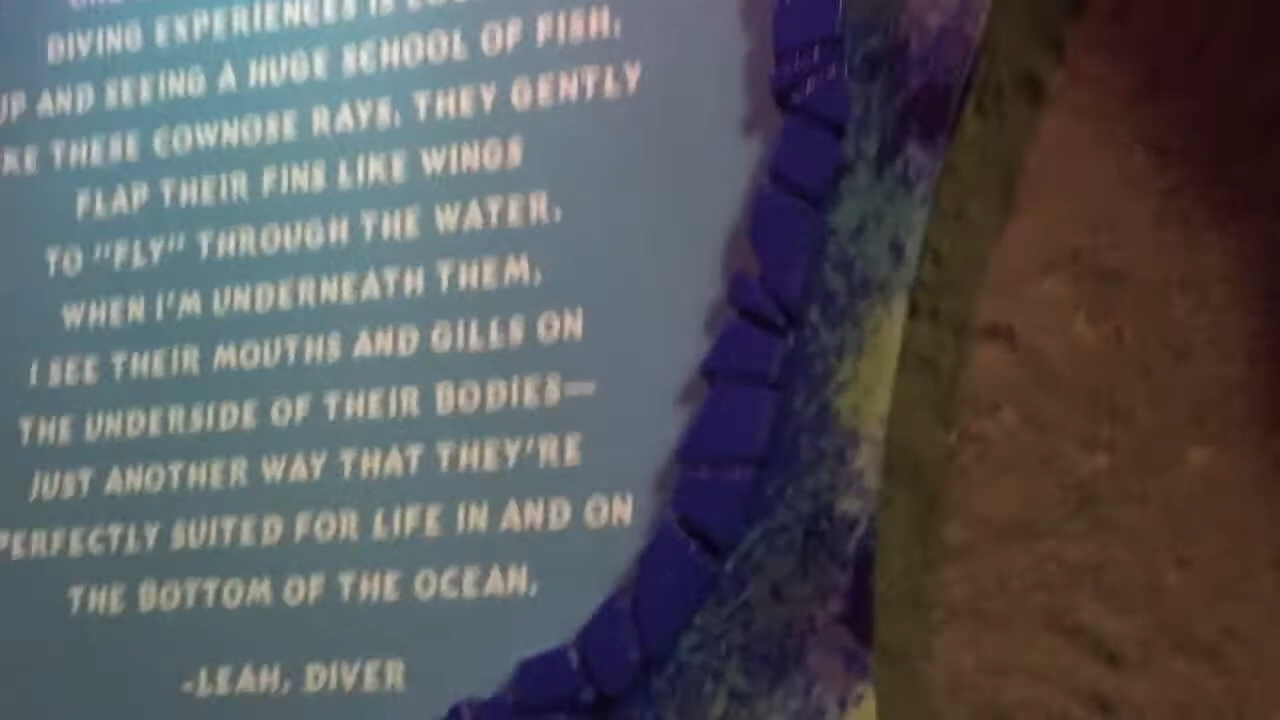 DIVING EXPERIENCES IS
UP AND SEEING A HUGE SCHOOL OF FISH,
THESE COWNOSE RAYS. THEY GENTLY
FLAP THEIR FINS LIKE WINGS
TO "FLY" THROUGH THE WATER.
WHEN I'M UNDERNEATH THEM,
I SEE THEIR MOUTHS AND GILLS ON
THE UNDERSIDE OF THEIR BODIES—
JUST ANOTHER WAY THAT THEY'RE
PERFECTLY SUITED FOR LIFE IN AND ON
THE BOTTOM OF THE OCEAN.
-LEAH, DIVER